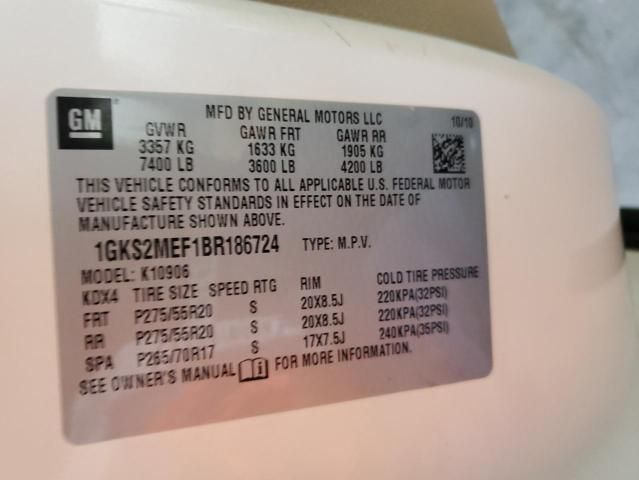 GM
MFD BY GENERAL MOTORS LLC 10/10
GVWR GAWR FRT GAWR RR
3357 KG 1633 KG 1905 KG
7400 LB 3600 LB 4200 LB
THIS VEHICLE CONFORMS TO ALL APPLICABLE U.S. FEDERAL MOTOR
VEHICLE SAFETY STANDARDS IN EFFECT ON THE DATE OF
MANUFACTURE SHOWN ABOVE.
1GKS2MEF1BR186724 TYPE: M.P.V.
MODEL: K10906
KDX4 TIRE SIZE SPEED RTG RIM COLD TIRE PRESSURE
FRT P275/55R20 S 20X8.5J 220KPA(32PSI)
RR P275/55R20 S 20X8.5J 220KPA(32PSI)
SPA P265/70R17 S 17X7.5J 240KPA(35PSI)
SEE OWNER'S MANUAL FOR MORE INFORMATION.